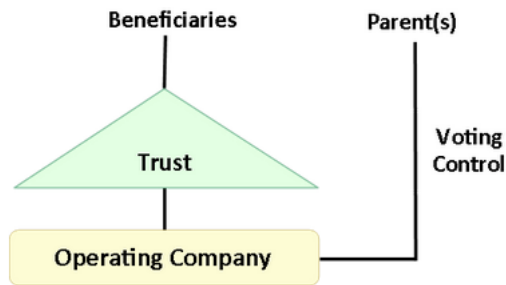 Beneficiaries
Parent(s)
Voting
Control
Trust
Operating Company